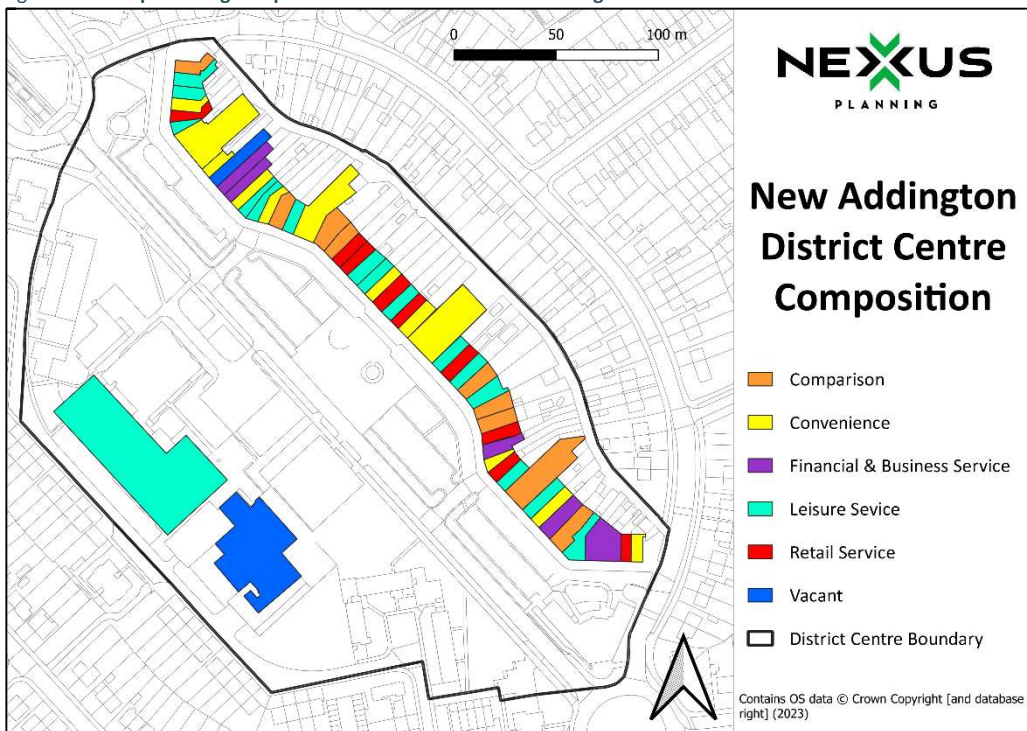 0 50 100 m
NEXUS
PLANNING
New Addington
District Centre
Composition
Comparison
Convenience
Financial & Business Service
Leisure Sevice
Retail Service
Vacant
District Centre Boundary
Contains OS data © Crown Copyright [and database
right] (2023)